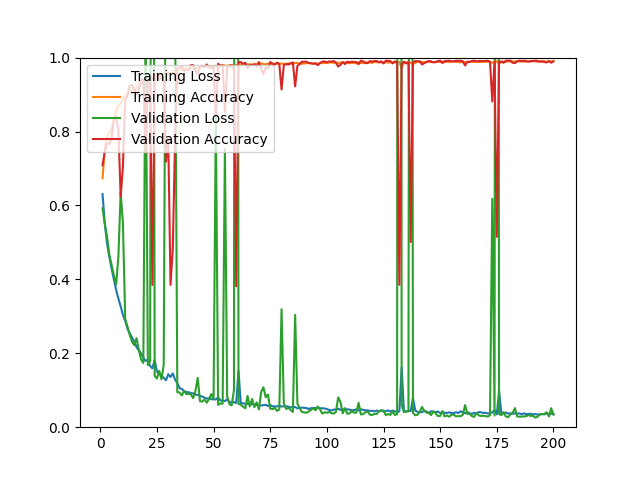 1.0
0.8
0.6
0.4
0.2
0.0
Training Loss
Training Accuracy
Validation Loss
Validation Accuracy
0 25 50 75 100 125 150 175 200